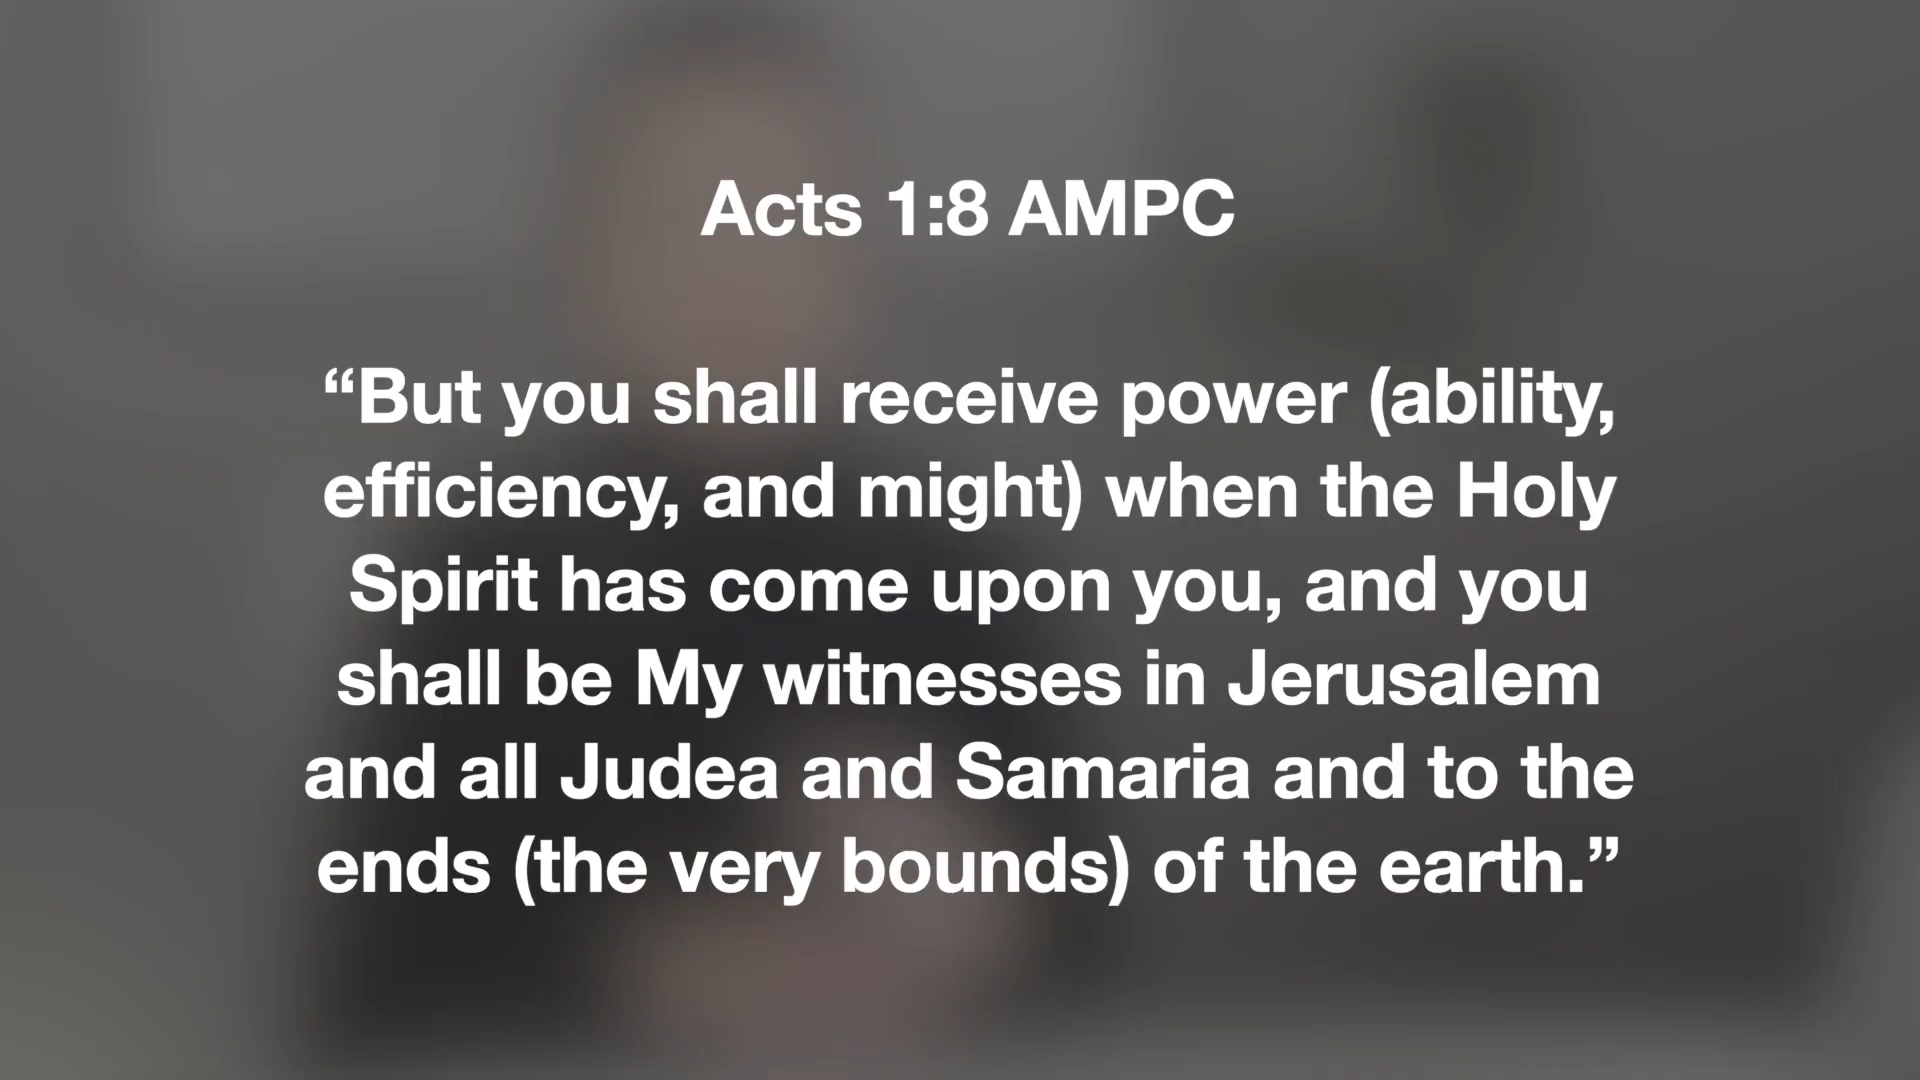 Acts 1:8 AMPC
“But you shall receive power (ability,
efficiency, and might) when the Holy
Spirit has come upon you, and you
shall be My witnesses in Jerusalem
and all Judea and Samaria and to the
ends (the very bounds) of the earth.”